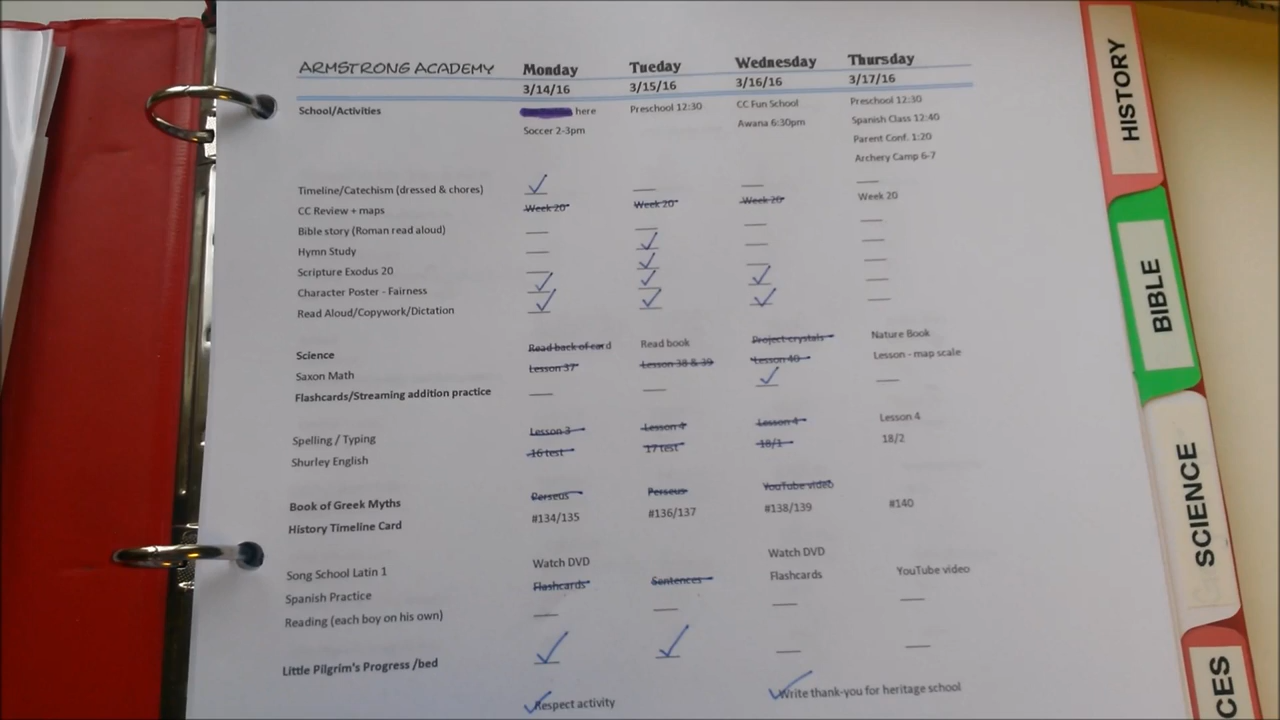 ARMSTRONG ACADEMY Monday Tueday Wednesday Thursday
3/14/16 3/15/16 3/16/16 3/17/16
School/Activities here Preschool 12:30 CC Fun School Preschool 12:30
Soccer 2-3pm Awana 6:30pm Spanish Class 12:40
Parent Conf. 1:20
Archery Camp 6-7
Timeline/Catechism (dressed & chores)
CC Review + maps Week 20 Week 20 Week 20 Week 20
Bible story (Roman read aloud)
Hymn Study
Scripture Exodus 20
Character Poster - Fairness
Read Aloud/Copywork/Dictation
Science Read back of card Read book Project crystals Nature Book
Saxon Math Lesson 37 Lesson 38 & 39 Lesson 40 Lesson - map scale
Flashcards/Streaming addition practice
Spelling / Typing Lesson 3 Lesson 4 Lesson 4 Lesson 4
Shurley English 16 test 17 test 18/1 18/2
Book of Greek Myths Perseus Perseus YouTube video
History Timeline Card #134/135 #136/137 #138/139 #140
Song School Latin 1 Watch DVD Watch DVD
Spanish Practice Flashcards Sentences Flashcards YouTube video
Reading (each boy on his own)
Little Pilgrim's Progress /bed
Respect activity Write thank-you for heritage school
HISTORY
BIBLE
SCIENCE
CES